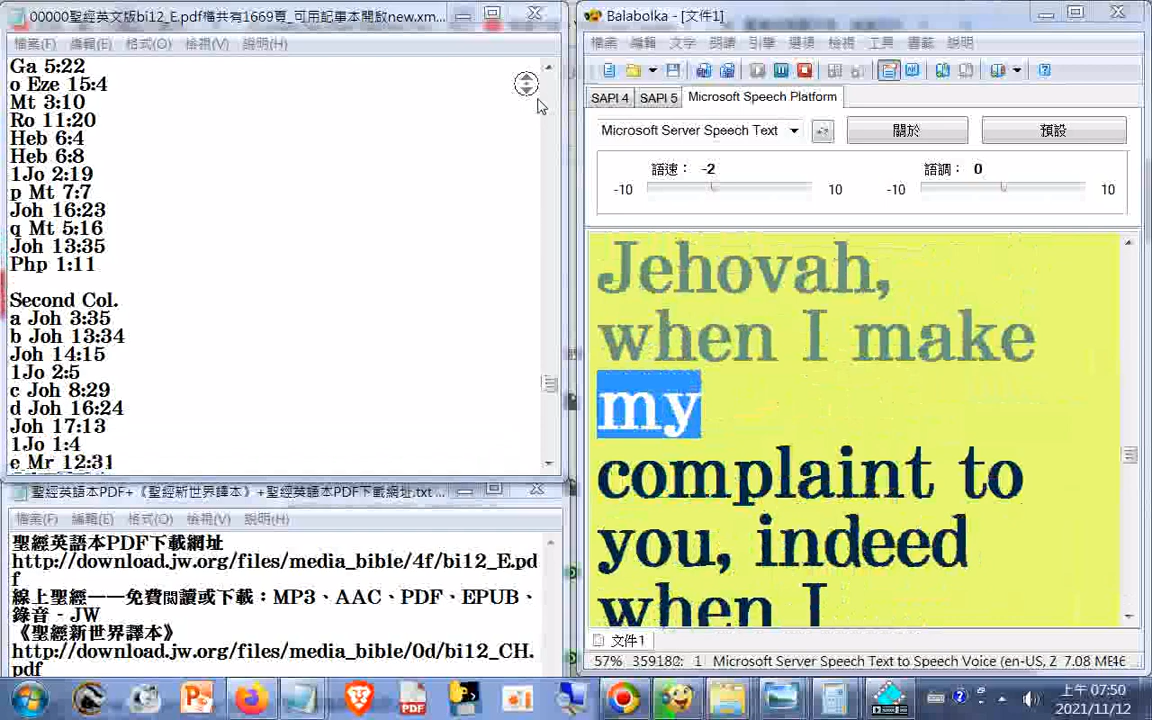 00000聖經英文版bi12_E.pdf檔共有1669頁_可用記事本開啟new.xm...
檔案(F) 編輯(E) 格式(O) 檢視(V) 說明(H)
Ga 5:22
o Eze 15:4
Mt 3:10
Ro 11:20
Heb 6:4
Heb 6:8
1Jo 2:19
p Mt 7:7
Joh 16:23
q Mt 5:16
Joh 13:35
Php 1:11
Second Col.
a Joh 3:35
b Joh 13:34
Joh 14:15
1Jo 2:5
c Joh 8:29
d Joh 16:24
Joh 17:13
1Jo 1:4
e Mr 12:31
聖經英語本PDF+《聖經新世界譯本》+聖經英語本PDF下載網址.txt ...
檔案(F) 編輯(E) 格式(O) 檢視(V) 說明(H)
聖經英語本PDF下載網址
http://download.jw.org/files/media_bible/4f/bi12_E.pd
f
線上聖經——免費閱讀或下載：MP3、AAC、PDF、EPUB、
錄音 - JW
《聖經新世界譯本》
http://download.jw.org/files/media_bible/0d/bi12_CH.
pdf
Balabolka - [文件1]
檔案 編輯 文字 朗讀 引擎 選項 檢視 工具 書籤 說明
SAPI 4 SAPI 5 Microsoft Speech Platform
Microsoft Server Speech Text 關於 預設
語速： -2 語調： 0
-10 10 -10 10
Jehovah,
when I make
my
complaint to
you, indeed
when I
文件1
57% 359182: 1 Microsoft Server Speech Text to Speech Voice (en-US, Z 7.08 ME46
PDF
上午 07:50
2021/11/12